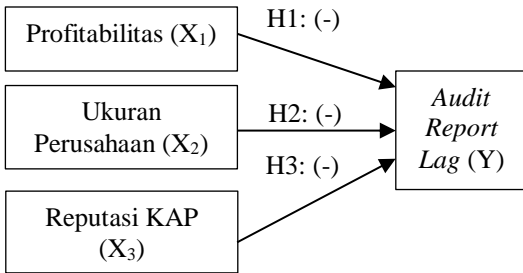 Profitabilitas (X₁)
H1: (-)
Ukuran
Perusahaan (X₂)
H2: (-)
H3: (-)
Reputasi KAP
(X₃)
Audit
Report
Lag (Y)